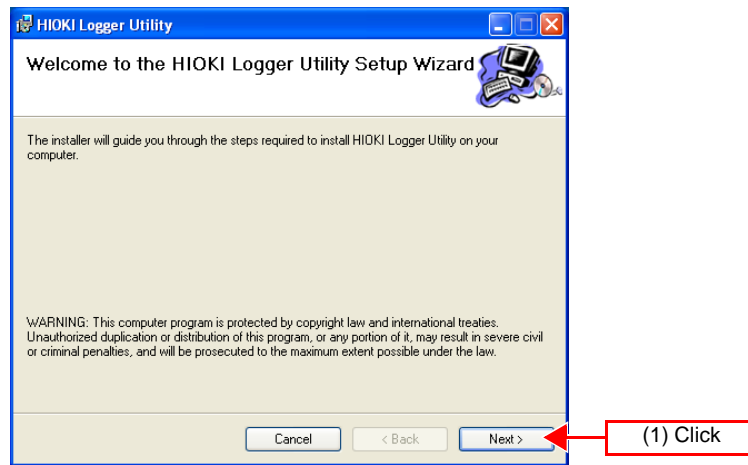 HIOKI Logger Utility
Welcome to the HIOKI Logger Utility Setup Wizard
The installer will guide you through the steps required to install HIOKI Logger Utility on your
computer.
WARNING: This computer program is protected by copyright law and international treaties.
Unauthorized duplication or distribution of this program, or any portion of it, may result in severe civil
or criminal penalties, and will be prosecuted to the maximum extent possible under the law.
Cancel
< Back
Next >
(1) Click